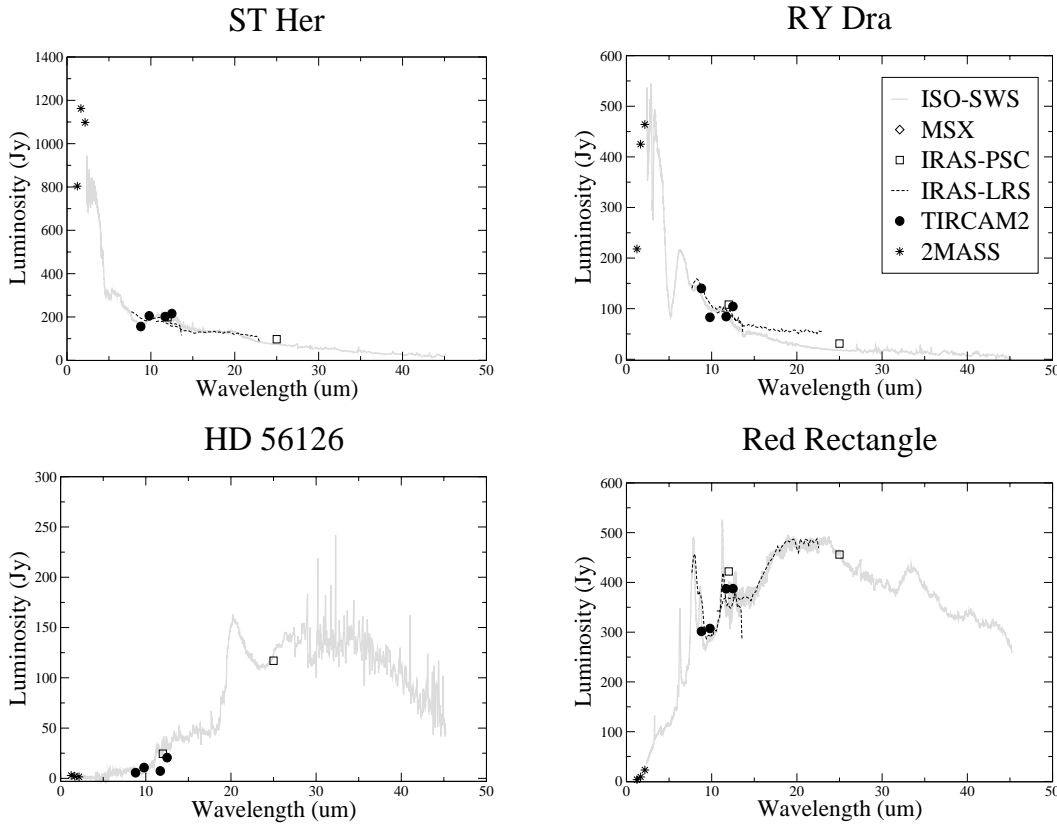 ST Her
1400
1200
1000
800
600
400
200
0
0 10 20 30 40 50
Luminosity (Jy)
Wavelength (um)
RY Dra
600
500
400
300
200
100
0
0 10 20 30 40 50
Luminosity (Jy)
Wavelength (um)
ISO-SWS
MSX
IRAS-PSC
IRAS-LRS
TIRCAM2
2MASS
HD 56126
300
250
200
150
100
50
0
0 10 20 30 40 50
Luminosity (Jy)
Wavelength (um)
Red Rectangle
600
500
400
300
200
100
0
0 10 20 30 40 50
Luminosity (Jy)
Wavelength (um)